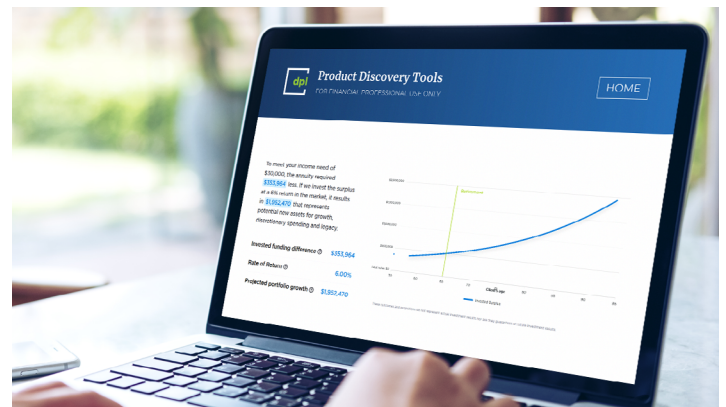 dpl
Product Discovery Tools
FOR FINANCIAL PROFESSIONAL USE ONLY
HOME
To meet your income need of
$30,000, the annuity required
$353,964 less. If we invest the surplus
at a 6% return in the market, it results
in $1,952,470 that represents
potential new assets for growth,
discretionary spending and legacy.
Invested funding difference $353,964
Rate of Return 6.00%
Projected portfolio growth $1,952,470
Client age
Invested Surplus